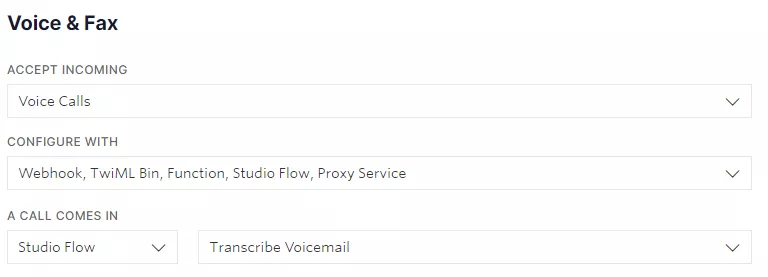 Voice & Fax
ACCEPT INCOMING
Voice Calls
CONFIGURE WITH
Webhook, TwiML Bin, Function, Studio Flow, Proxy Service
A CALL COMES IN
Studio Flow Transcribe Voicemail